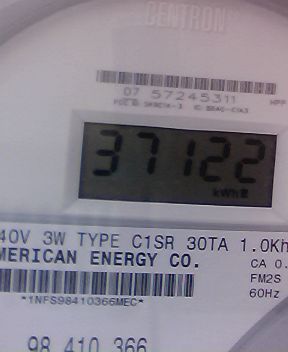 CENTRON
07 57245311
37122
kWh
40V 3W TYPE C1SR 30TA 1.0Kh
MERICAN ENERGY CO.
CA 0.
FM2S
60Hz
*1NFS98410366MEC*
98 410 366